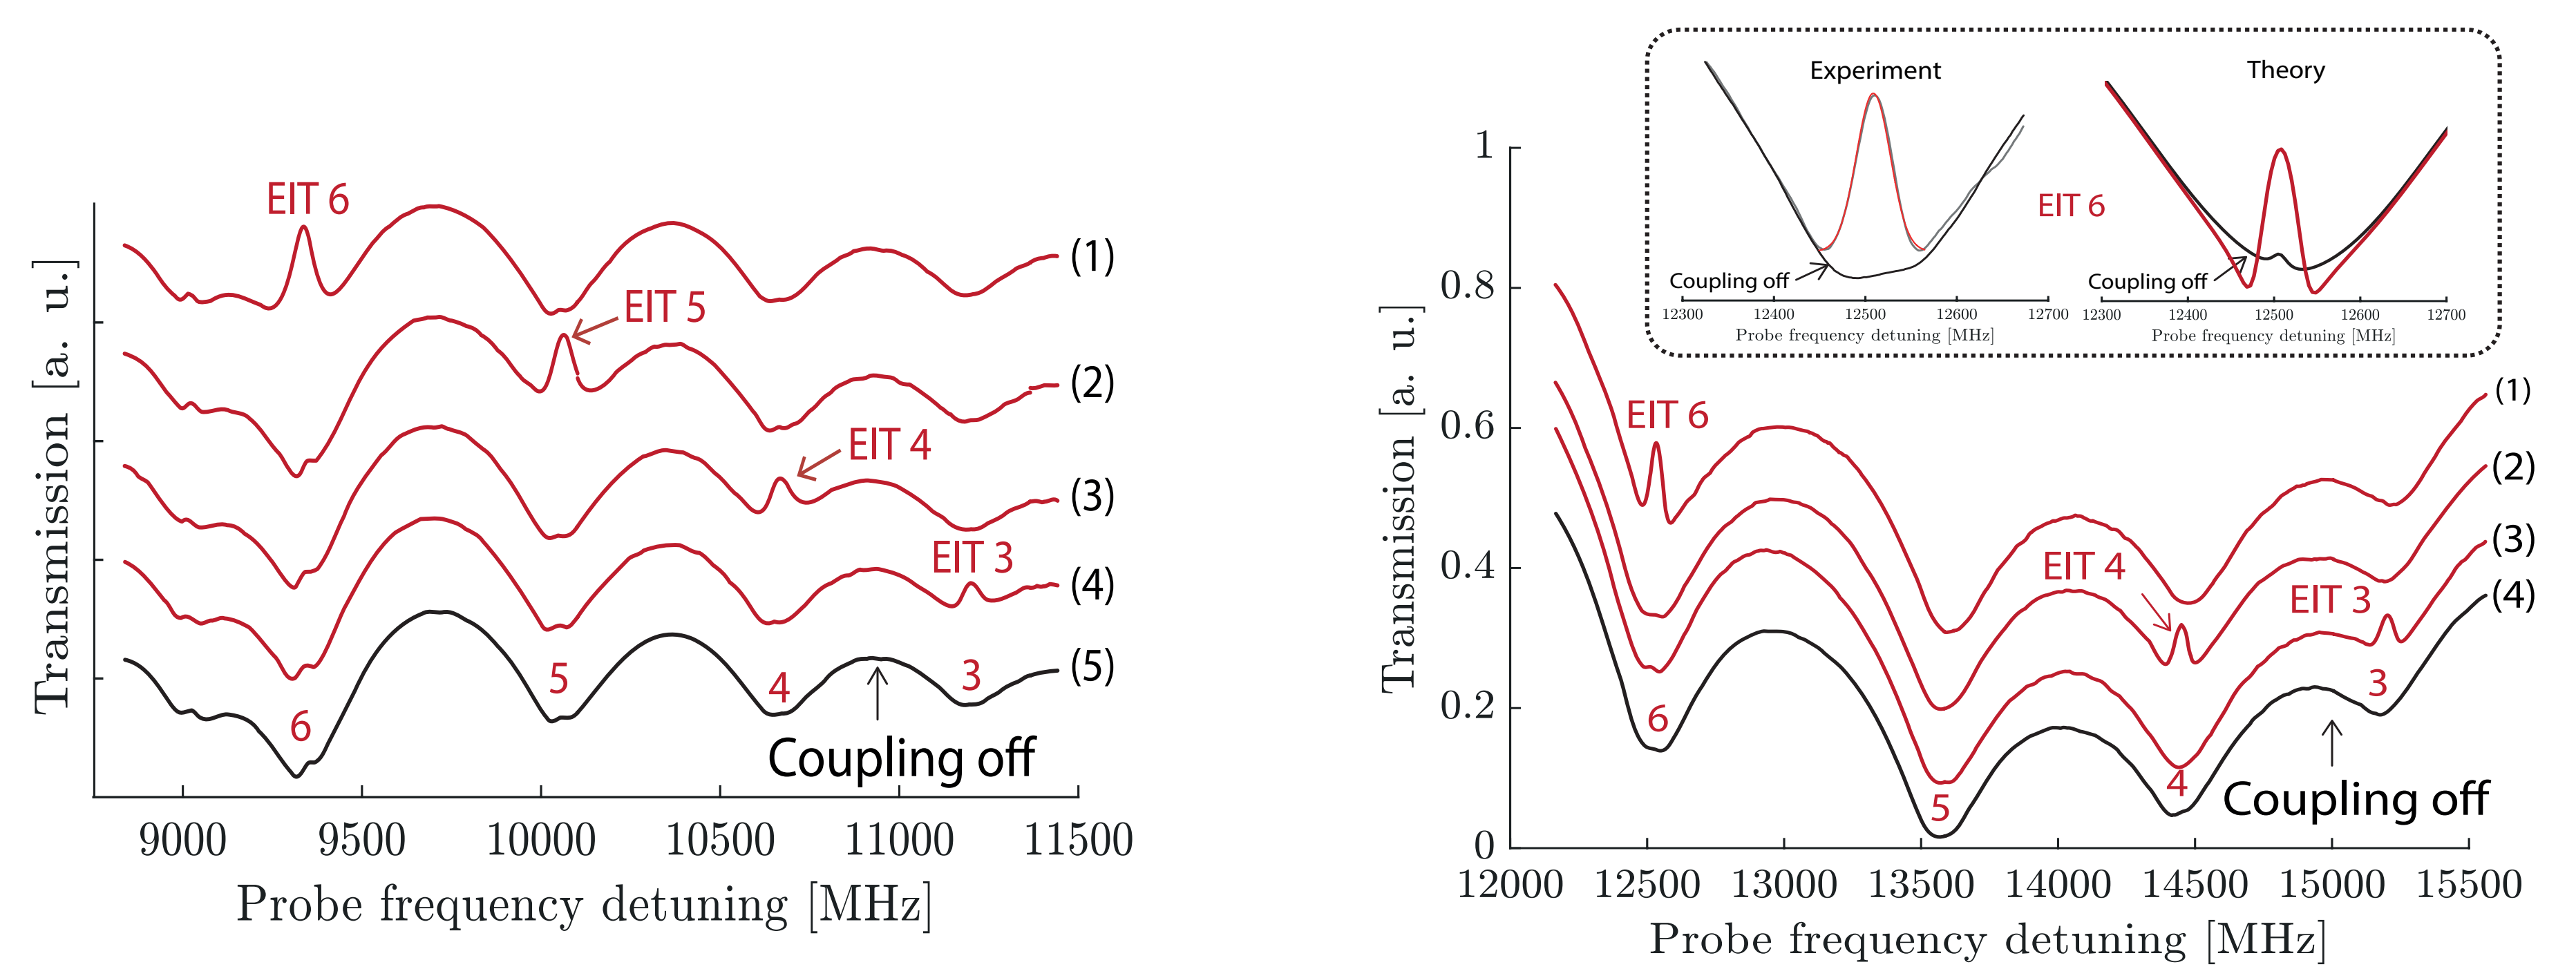 EIT 6
(1)
EIT 5
(2)
EIT 4
(3)
EIT 3
(4)
(5)
6
5
4
3
Coupling off
Transmission [a. u.]
9000 9500 10000 10500 11000 11500
Probe frequency detuning [MHz]
Experiment
Coupling off
12300 12400 12500 12600 12700
Probe frequency detuning [MHz]
EIT 6
Theory
Coupling off
12300 12400 12500 12600 12700
Probe frequency detuning [MHz]
1
0.8
0.6
0.4
0.2
0
Transmission [a. u.]
EIT 6
(1)
(2)
EIT 4
(3)
EIT 3
(4)
6
5
4
3
Coupling off
12000 12500 13000 13500 14000 14500 15000 15500
Probe frequency detuning [MHz]